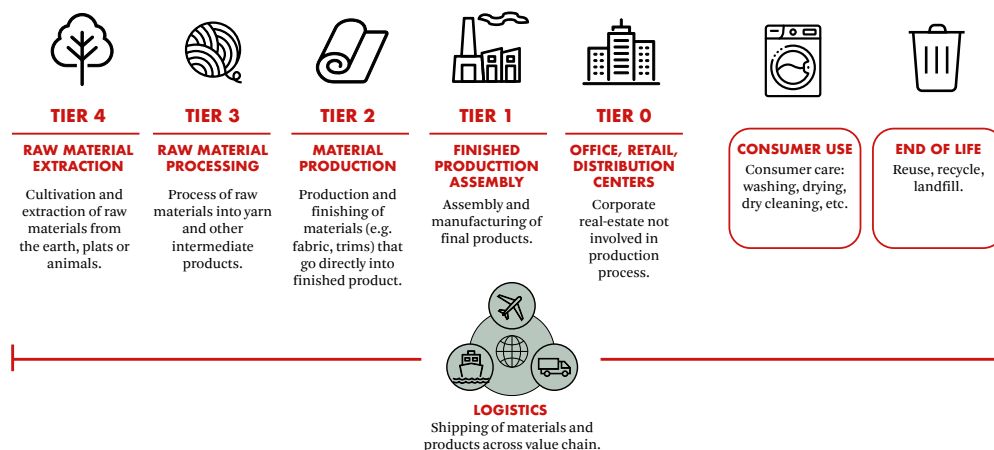 TIER 4
RAW MATERIAL
EXTRACTION
Cultivation and
extraction of raw
materials from
the earth, plats or
animals.
TIER 3
RAW MATERIAL
PROCESSING
Process of raw
materials into yarn
and other
intermediate
products.
TIER 2
MATERIAL
PRODUCTION
Production and
finishing of
materials (e.g.
fabric, trims) that
go directly into
finished product.
TIER 1
FINISHED
PRODUCTTION
ASSEMBLY
Assembly and
manufacturing of
final products.
TIER 0
OFFICE, RETAIL,
DISTRIBUTION
CENTERS
Corporate
real-estate not
involved in
production
process.
CONSUMER USE
Consumer care:
washing, drying,
dry cleaning, etc.
END OF LIFE
Reuse, recycle,
landfill.
LOGISTICS
Shipping of materials and
products across value chain.